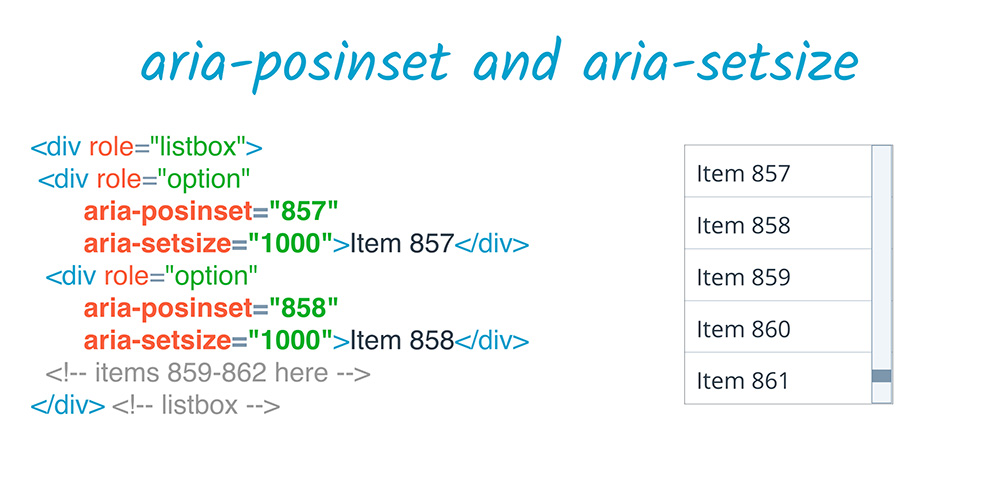 aria-posinset and aria-setsize
<div role="listbox">
<div role="option"
aria-posinset="857"
aria-setsize="1000">Item 857</div>
<div role="option"
aria-posinset="858"
aria-setsize="1000">Item 858</div>
<!-- items 859-862 here -->
</div> <!-- listbox -->
Item 857
Item 858
Item 859
Item 860
Item 861